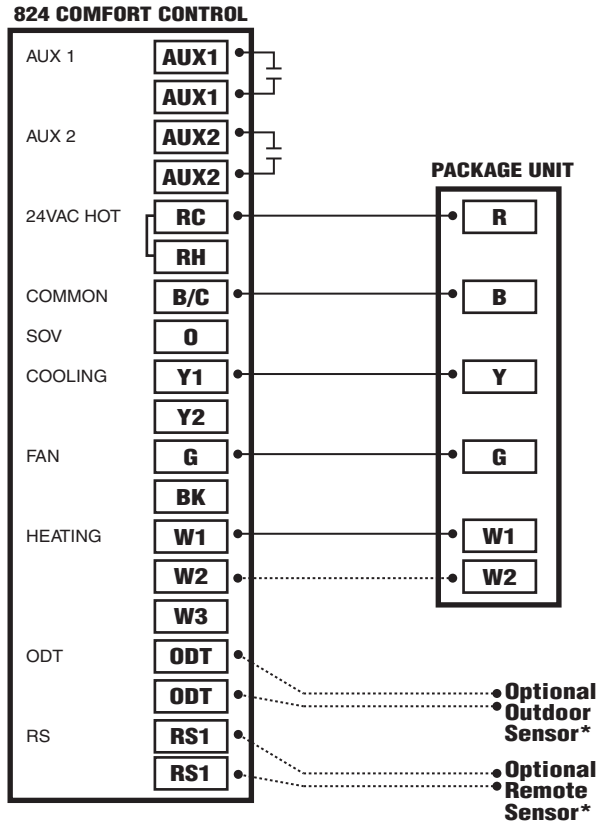 824 COMFORT CONTROL
AUX 1
AUX1
AUX1
AUX 2
AUX2
AUX2
PACKAGE UNIT
24VAC HOT
RC
R
RH
COMMON
B/C
B
SOV
O
COOLING
Y1
Y
Y2
FAN
G
G
BK
HEATING
W1
W1
W2
W2
W3
ODT
ODT
ODT
Optional
Outdoor
Sensor*
RS
RS1
RS1
Optional
Remote
Sensor*